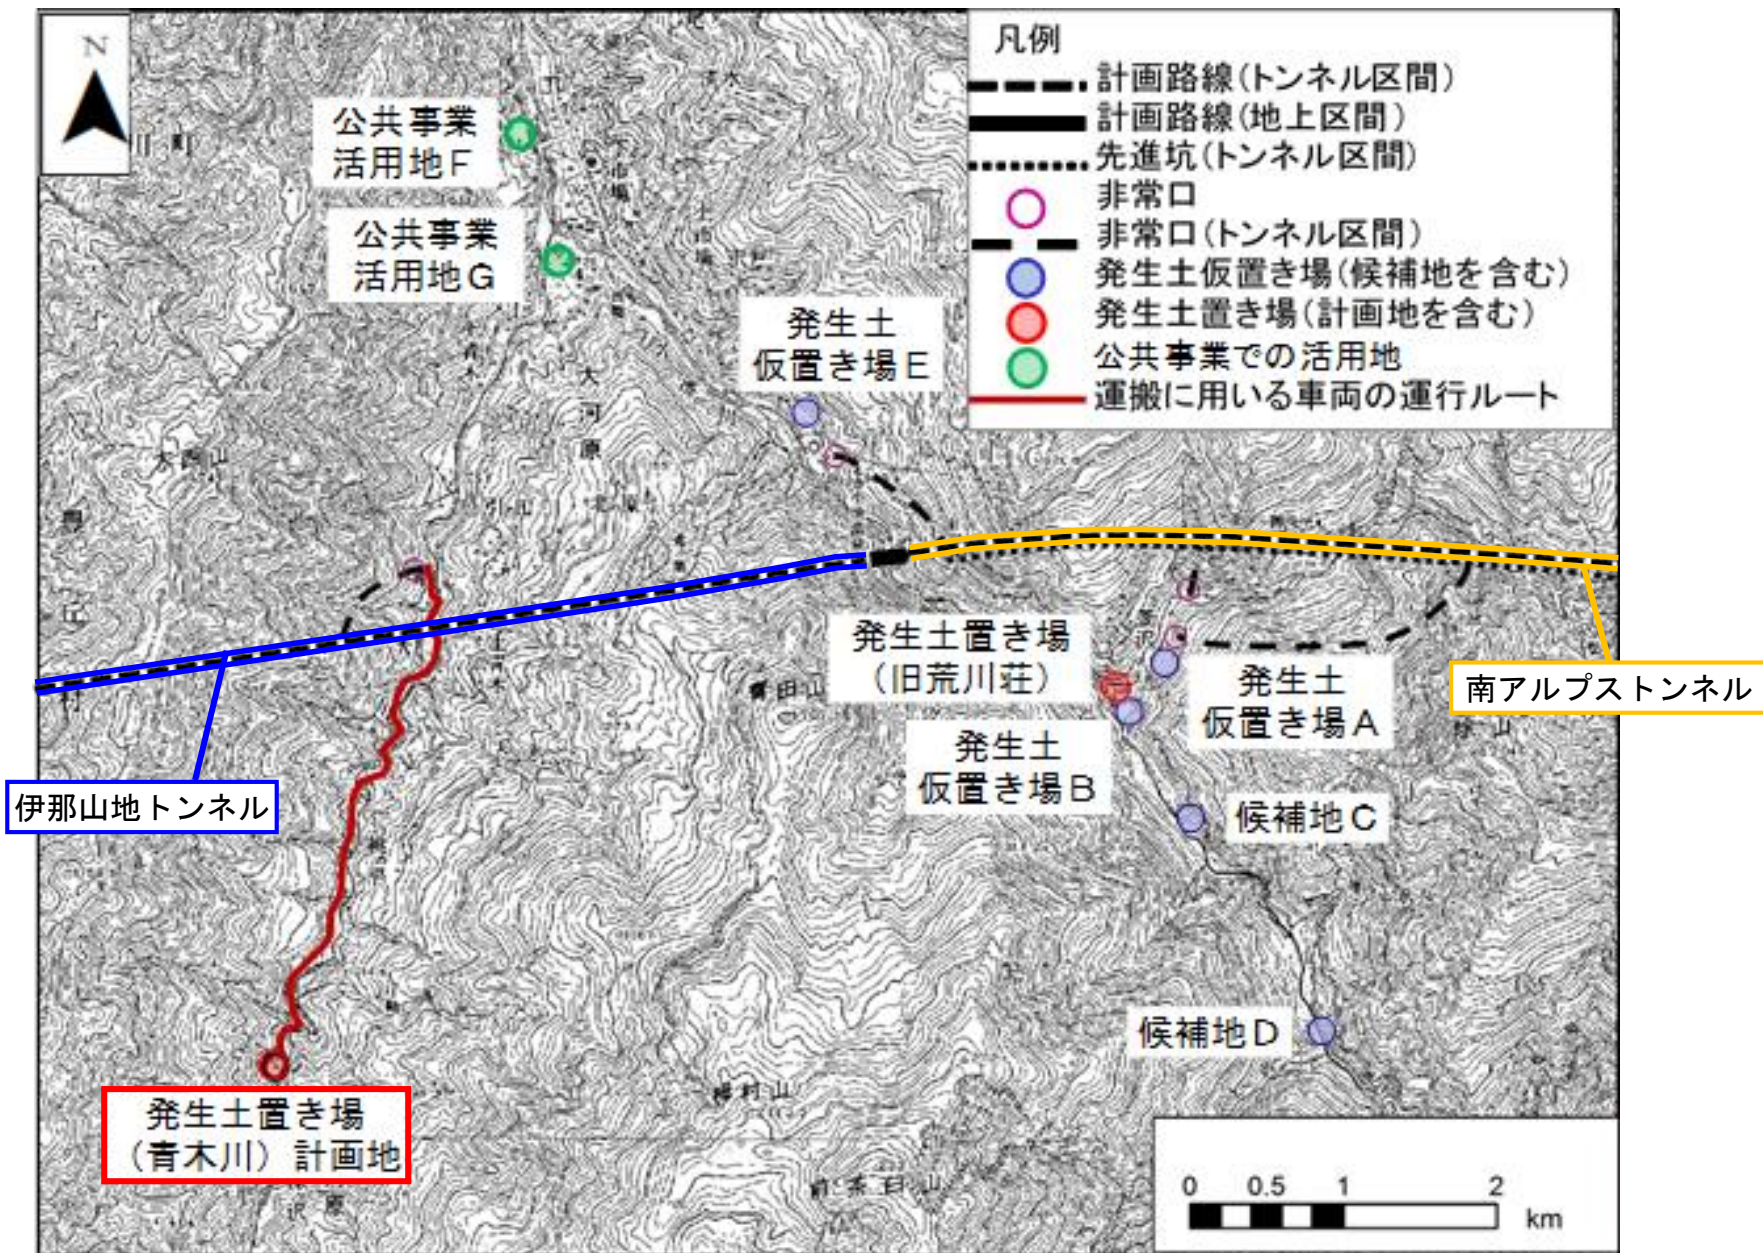 N
凡例
計画路線(トンネル区間)
計画路線(地上区間)
先進坑(トンネル区間)
非常口
非常口(トンネル区間)
発生土仮置き場(候補地を含む)
発生土置き場(計画地を含む)
公共事業での活用地
運搬に用いる車両の運行ルート
公共事業
活用地F
公共事業
活用地G
発生土
仮置き場E
大河原
大西山
発生土置き場
(旧荒川荘)
発生土
仮置き場A
南アルプストンネル
発生土
仮置き場B
伊那山地トンネル
候補地C
候補地D
発生土置き場
(青木川)計画地
0 0.5 1 2
km